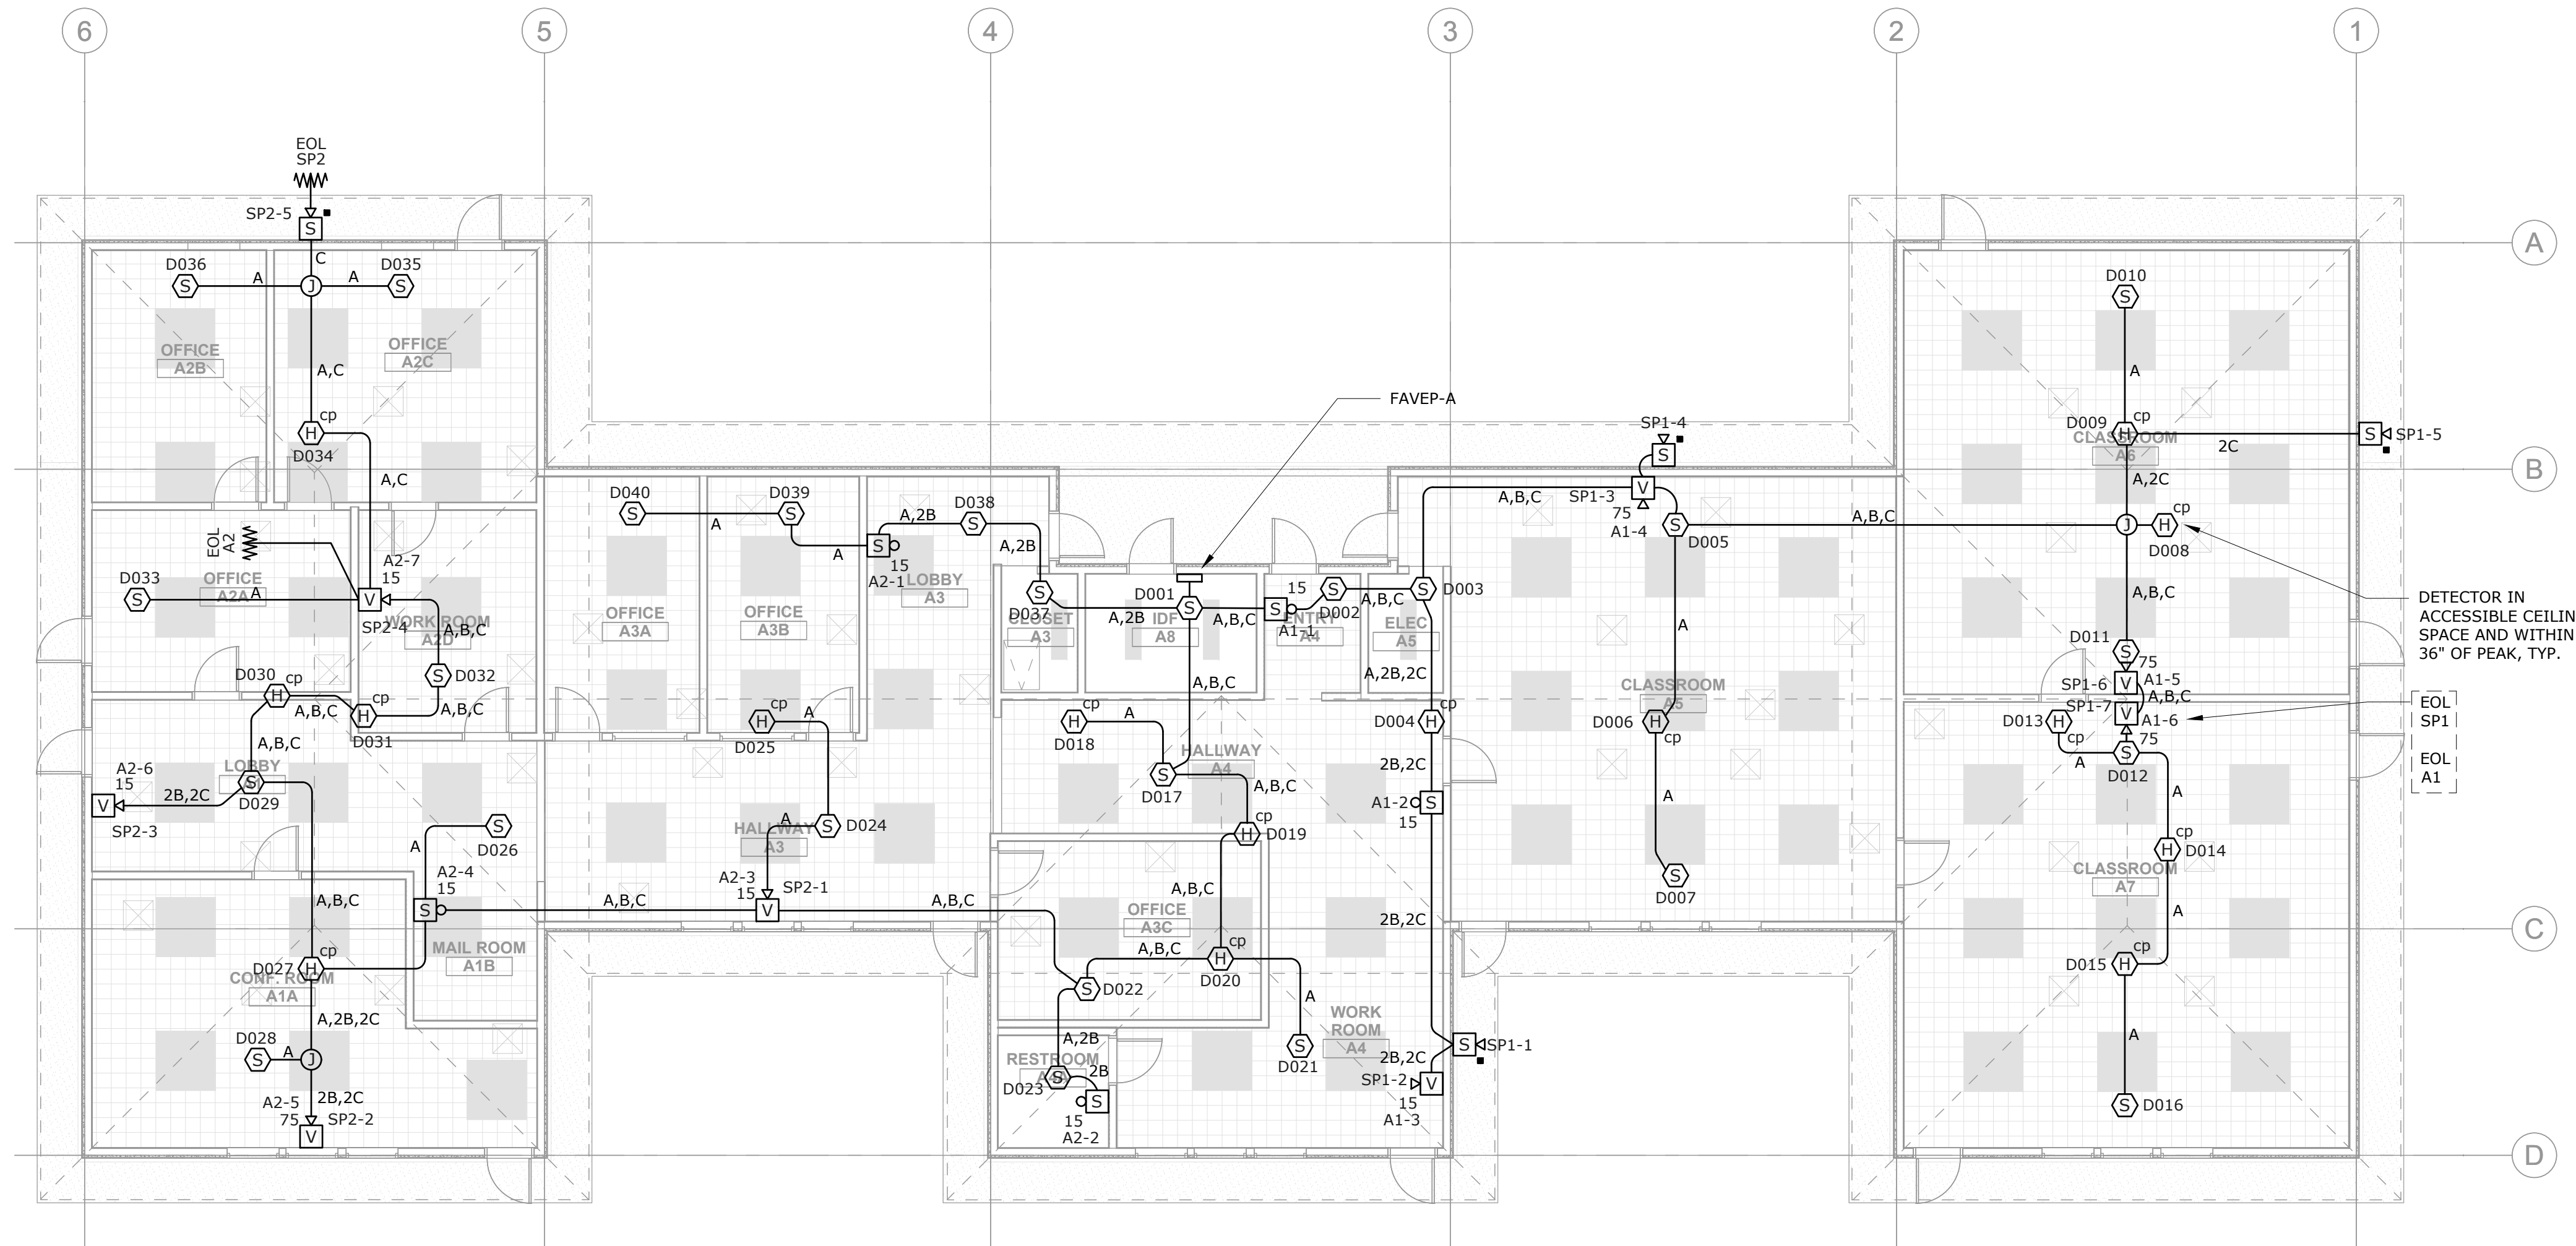 6
5
4
3
2
1
A
B
C
D
EOL
SP2
SP2-5
S
C
D036
S
A
J
A
D035
S
OFFICE
A2B
OFFICE
A2C
A,C
cp
H
D034
A,C
EOL
A2
A2-7
15
D033
S
OFFICE
A2A
A
V
SP2-4
WORK ROOM
A2D
A,B,C
S
D032
D030
cp
H
A,B,C
cp
H
D031
A,B,C
A,B,C
A2-6
15
V
SP2-3
2B,2C
LOBBY
S
D029
A
S
D026
A2-4
15
S
A,B,C
MAIL ROOM
A1B
cp
D027
H
CONF. ROOM
A1A
A,2B,2C
D028
S
A
J
2B,2C
A2-5
75
SP2-2
V
D040
S
A
D039
S
A
OFFICE
A3A
OFFICE
A3B
A,2B
D038
S
A,2B
S
15
A2-1
LOBBY
A3
cp
H
D025
A
A
S
D024
HALLWAY
A3
A2-3
15
SP2-1
V
A,B,C
A,B,C
FAVEP-A
S
D037
CLOSET
A3
D001
S
A,2B
IDF
A8
A,B,C
15
S
A1-1
S
D002
ENTRY
A4
A,B,C
S
D003
ELEC
A5
A,2B,2C
A,B,C
cp
H
D018
A
S
D017
HALLWAY
A4
A,B,C
cp
H
D019
A,B,C
OFFICE
A3C
cp
H
D020
A,B,C
S
D022
A
S
D021
WORK
ROOM
A4
A,2B
RESTROOM
A4A
S
D023
2B
S
15
A2-2
cp
D004
H
2B,2C
A1-2
S
15
2B,2C
S
SP1-1
2B,2C
SP1-2
V
15
A1-3
SP1-4
S
A,B,C
SP1-3
V
75
A1-4
S
D005
A,B,C
A
CLASSROOM
A5
D006
H
cp
A
S
D007
D010
S
A
cp
D009
H
CLASSROOM
A6
2C
S
SP1-5
A,2C
J
cp
H
D008
A,B,C
DETECTOR IN
ACCESSIBLE CEILIN
SPACE AND WITHIN
36" OF PEAK, TYP.
D011
S
75
SP1-6
V
A1-5
A,B,C
SP1-7
V
A1-6
75
EOL
SP1
EOL
A1
D013
H
cp
A
S
D012
A
cp
H
D014
CLASSROOM
A7
A
cp
D015
H
A
S
D016